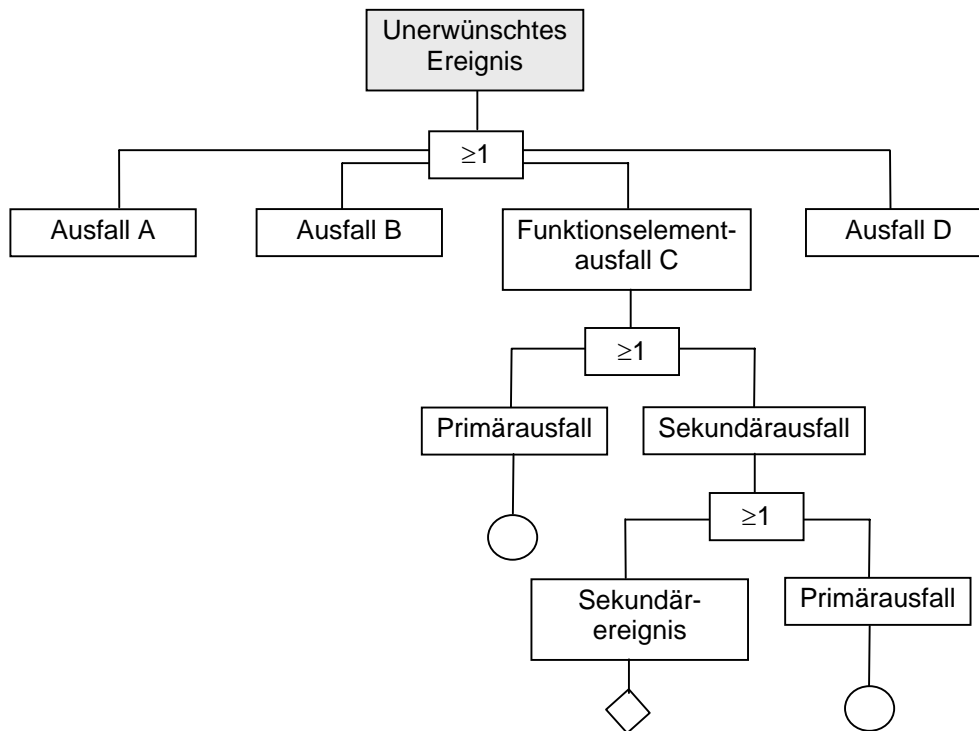 Unerwünschtes
Ereignis
≥1
Ausfall A
Ausfall B
Funktionselement-
ausfall C
Ausfall D
≥1
Primärausfall
Sekundärausfall
≥1
Sekundär-
ereignis
Primärausfall